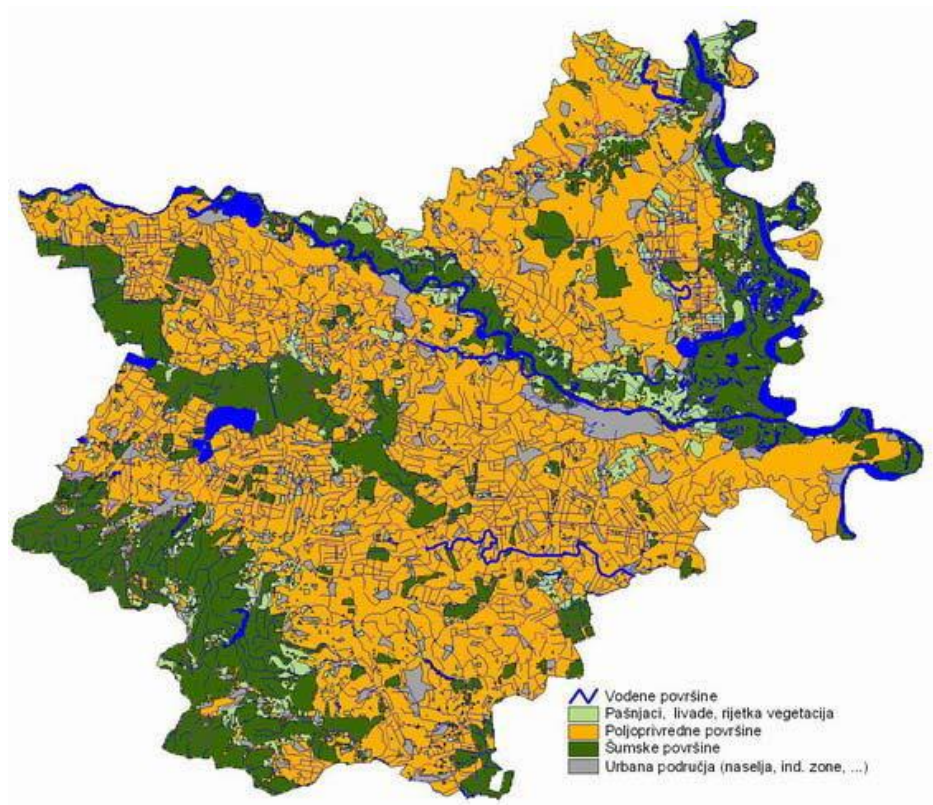 Vodene površine
Pašnjaci, livade, rijetka vegetacija
Poljoprivredne površine
Šumske površine
Urbana područja (naselja, ind. zone, ...)